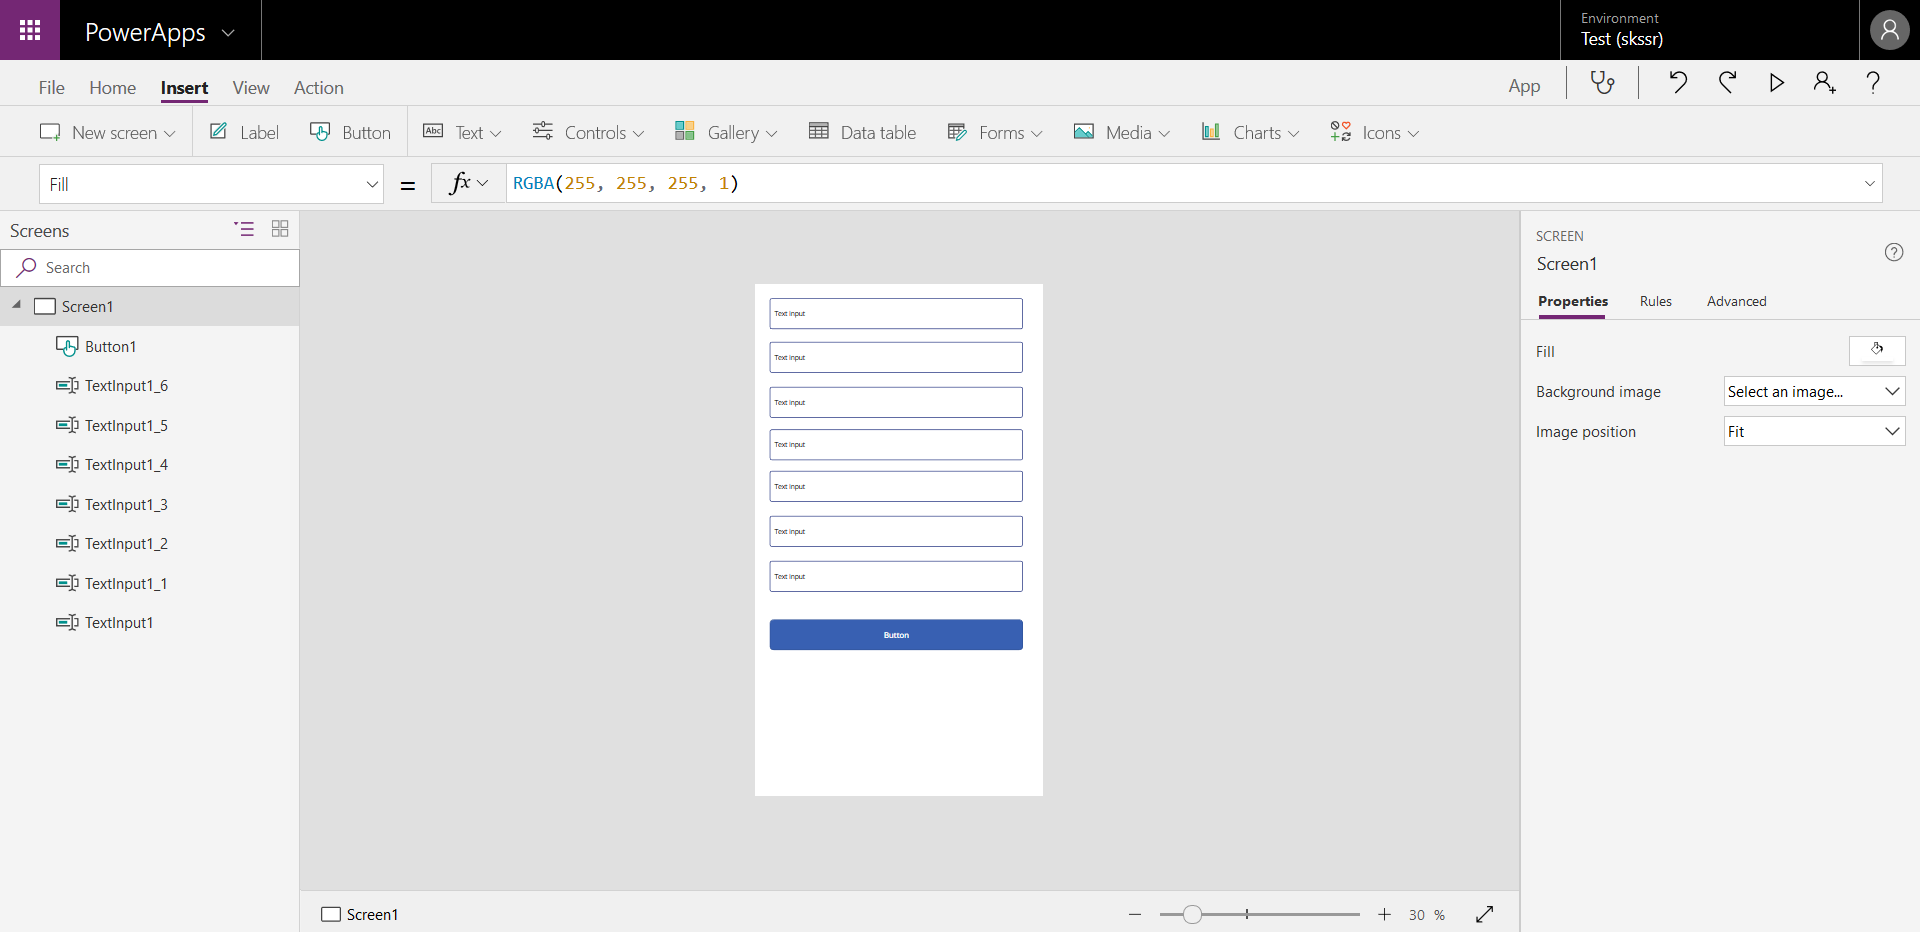 PowerApps
Environment
Test (skssr)
File Home Insert View Action
App
New screen Label Button Abc Text Controls Gallery Data table Forms Media Charts Icons
Fill = fx RGBA(255, 255, 255, 1)
Screens
Search
Screen1
Button1
TextInput1_6
TextInput1_5
TextInput1_4
TextInput1_3
TextInput1_2
TextInput1_1
TextInput1
Text input
Text input
Text input
Text input
Text input
Text input
Text input
Button
Screen1
30 %
SCREEN
Screen1
Properties Rules Advanced
Fill
Background image Select an image...
Image position Fit